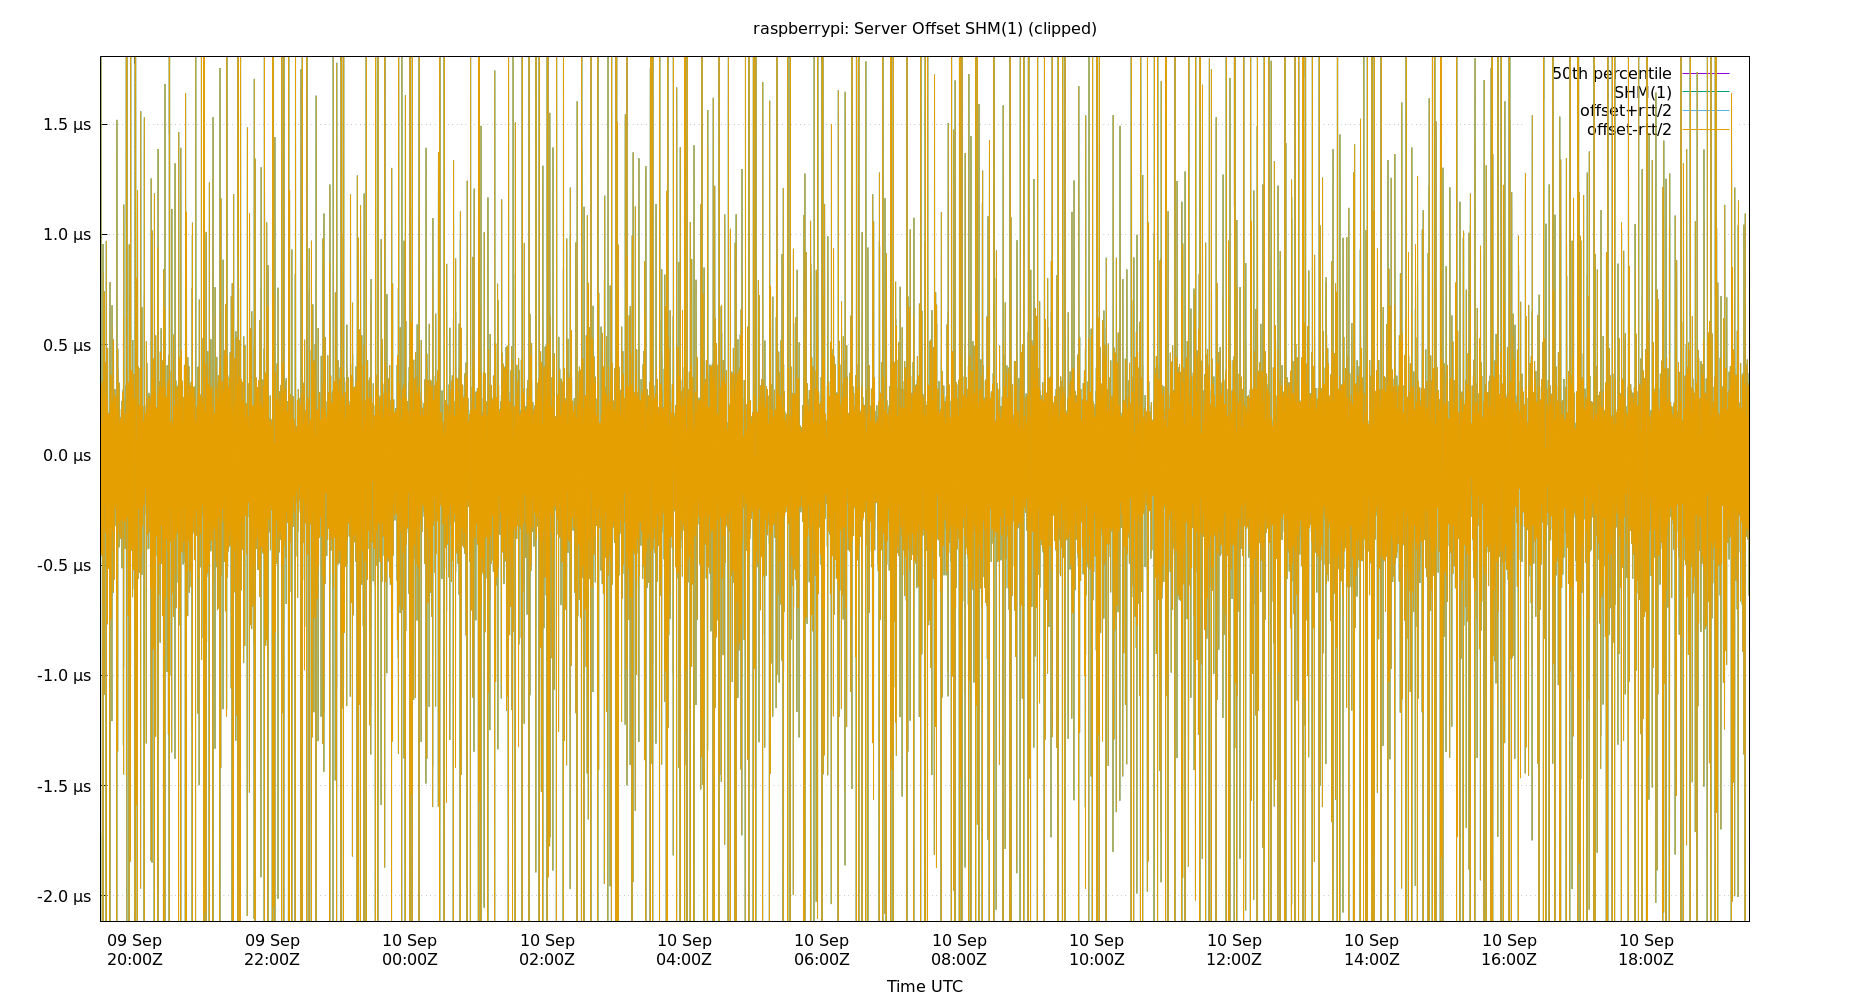 raspberrypi: Server Offset SHM(1) (clipped)
50th percentile
SHM(1)
offset+rtt/2
offset-rtt/2
1.5 µs
1.0 µs
0.5 µs
0.0 µs
-0.5 µs
-1.0 µs
-1.5 µs
-2.0 µs
09 Sep 09 Sep 10 Sep 10 Sep 10 Sep 10 Sep 10 Sep 10 Sep 10 Sep 10 Sep 10 Sep 10 Sep
20:00Z 22:00Z 00:00Z 02:00Z 04:00Z 06:00Z 08:00Z 10:00Z 12:00Z 14:00Z 16:00Z 18:00Z
Time UTC